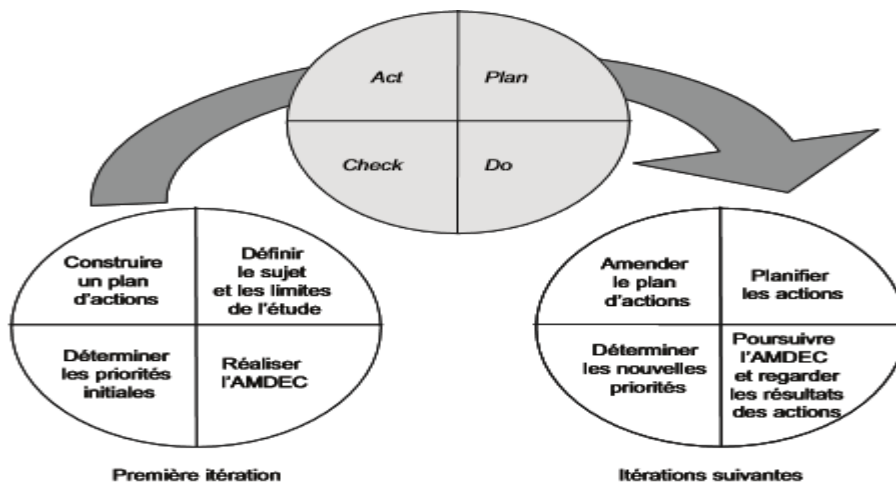 Act
Plan
Check
Do
Construire
un plan
d'actions
Définir
le sujet
et les limites
de l'étude
Déterminer
les priorités
initiales
Réaliser
l'AMDEC
Première itération
Amender
le plan
d'actions
Planifier
les actions
Déterminer
les nouvelles
priorités
Poursuivre
l'AMDEC
et regarder
les résultats
des actions
Itérations suivantes